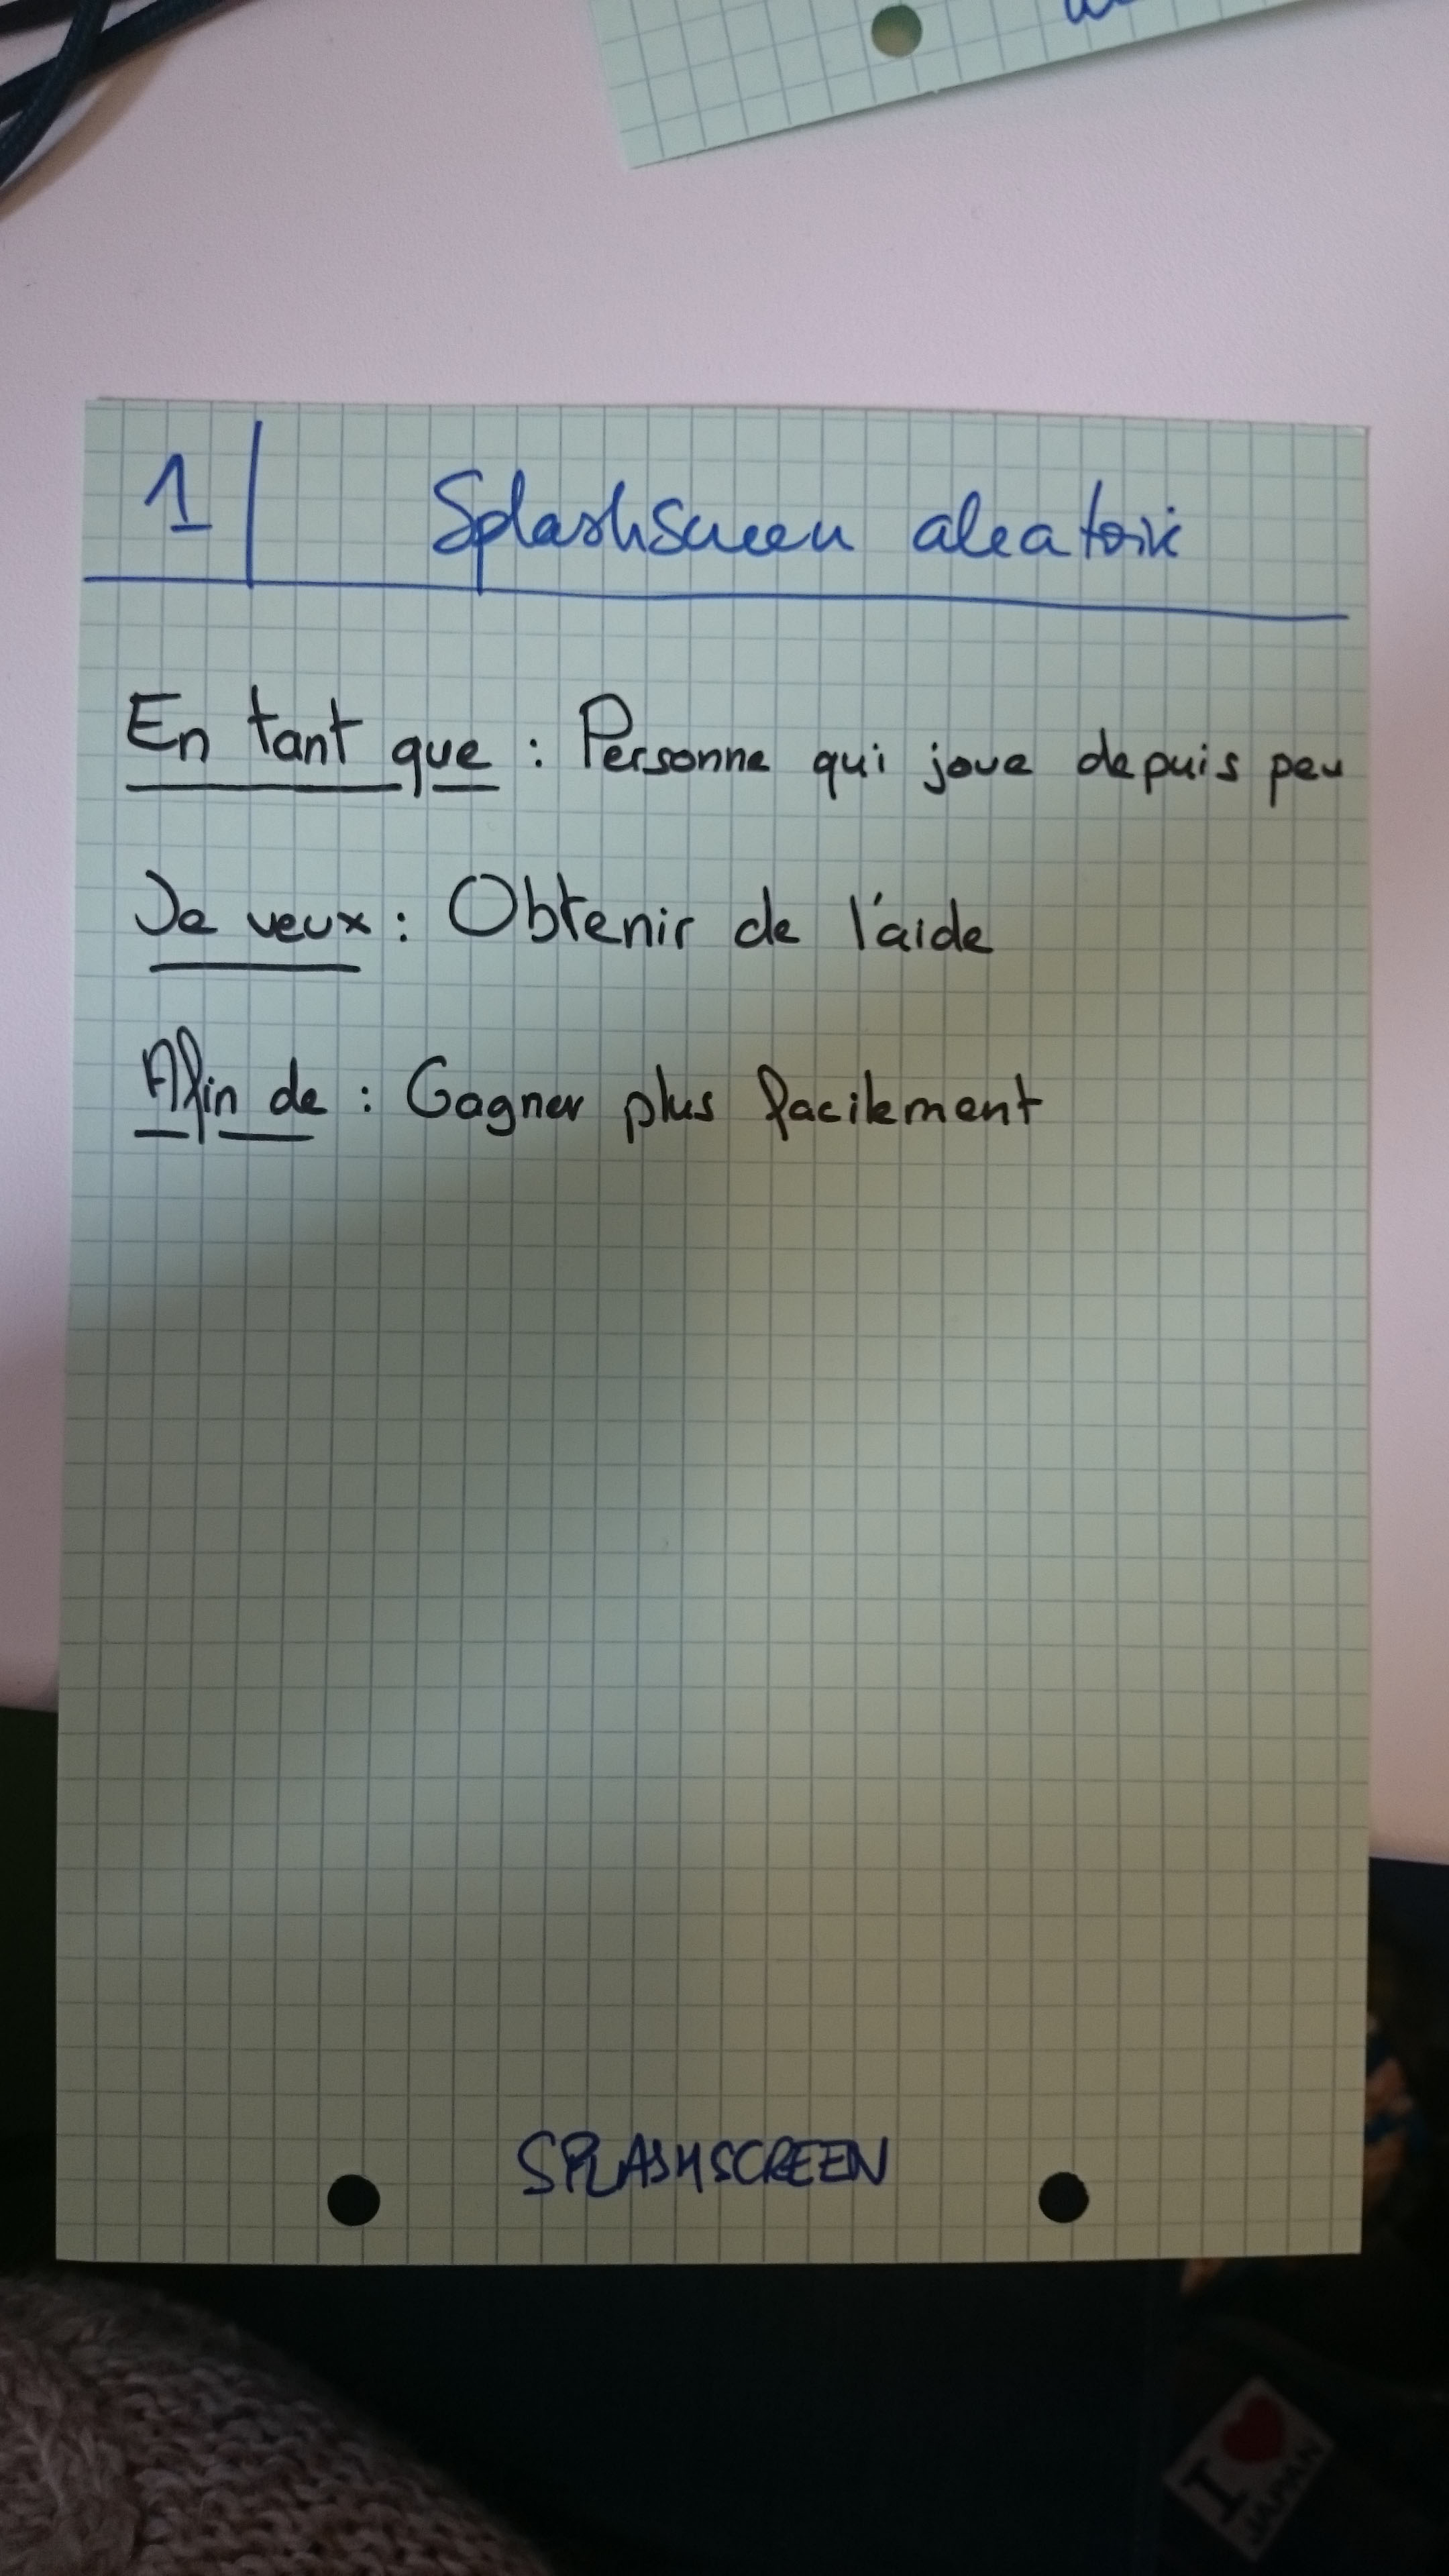 1 SplashScreen aleatoire
En tant que : Personne qui joue depuis peu
Je veux : Obtenir de l'aide
Afin de : Gagner plus facilement
SPLASHSCREEN
I ❤ JAPAN